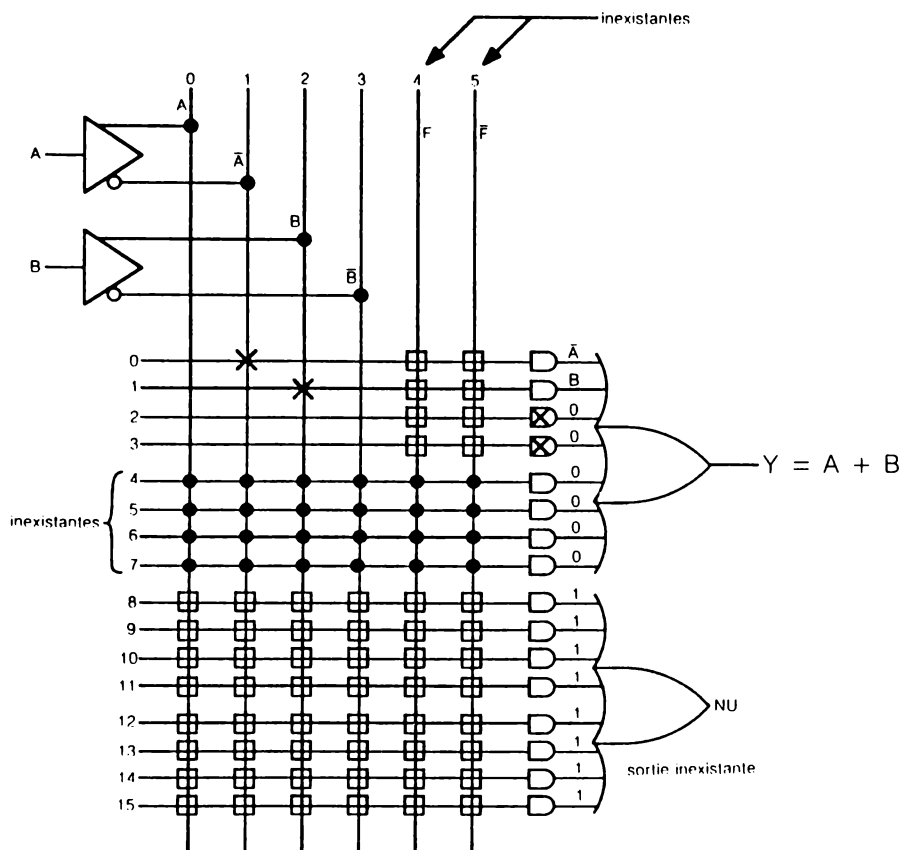 inexistantes
0 1 2 3 4 5
A
F F̄
A
Ā
B
B
B̄
0 Ā
1 B
2 0
3 0
Y = A + B
4 0
inexistantes
5 0
6 0
7 0
8 1
9 1
10 1
11 1
NU
12 1
13 1
sortie inexistante
14 1
15 1